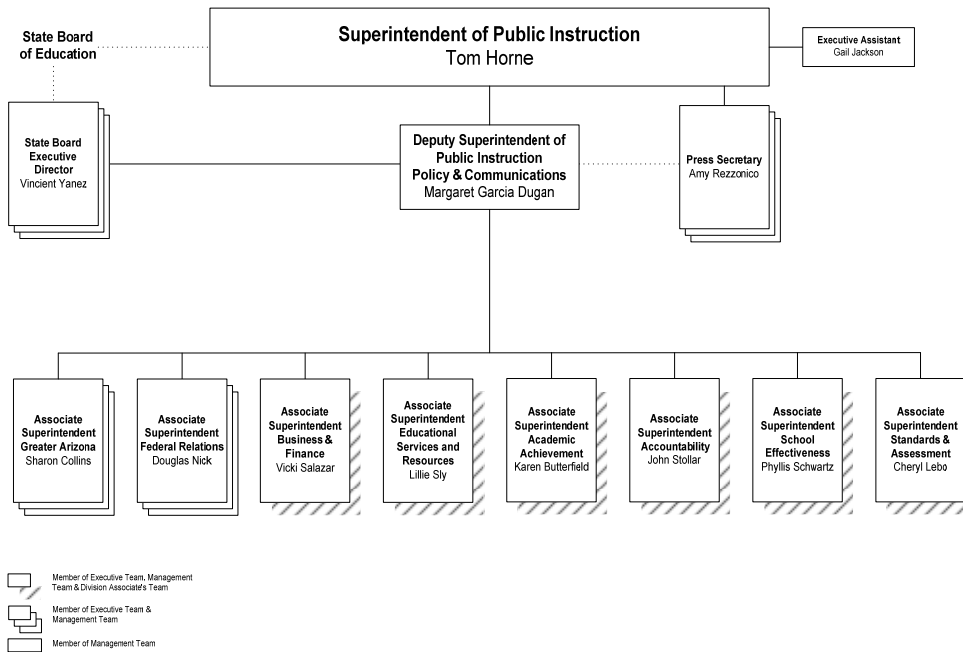 Superintendent of Public Instruction
Tom Horne
State Board
of Education
Executive Assistant
Gail Jackson
State Board
Executive
Director
Vincient Yanez
Deputy Superintendent of
Public Instruction
Policy & Communications
Margaret Garcia Dugan
Press Secretary
Amy Rezzonico
Associate
Superintendent
Greater Arizona
Sharon Collins
Associate
Superintendent
Federal Relations
Douglas Nick
Associate
Superintendent
Business &
Finance
Vicki Salazar
Associate
Superintendent
Educational
Services and
Resources
Lillie Sly
Associate
Superintendent
Academic
Achievement
Karen Butterfield
Associate
Superintendent
Accountability
John Stollar
Associate
Superintendent
School
Effectiveness
Phyllis Schwartz
Associate
Superintendent
Standards &
Assessment
Cheryl Lebo
Member of Executive Team, Management
Team & Division Associate's Team
Member of Executive Team &
Management Team
Member of Management Team